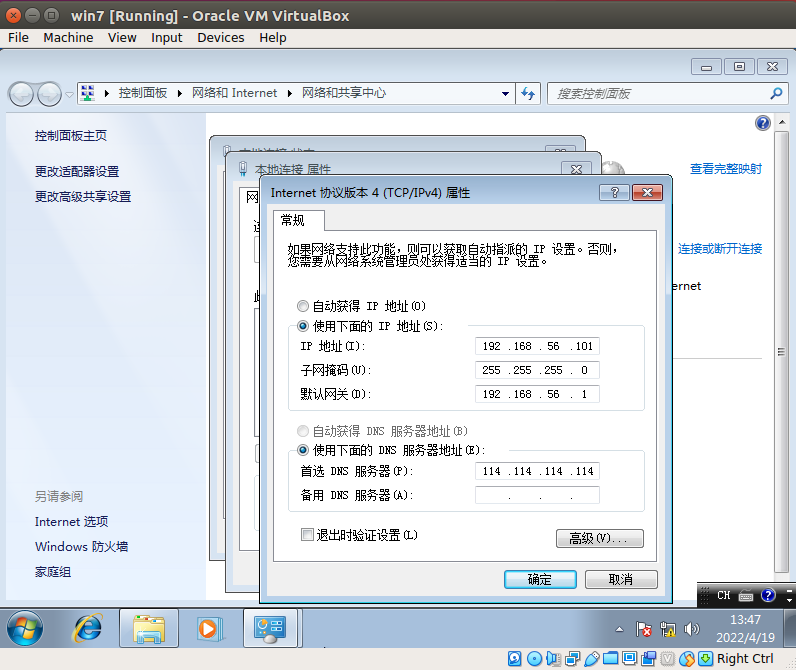 win7 [Running] - Oracle VM VirtualBox
File Machine View Input Devices Help
控制面板 网络和 Internet 网络和共享中心
搜索控制面板
控制面板主页
更改适配器设置
更改高级共享设置
查看完整映射
连接或断开连接
ernet
本地连接 状态
本地连接 属性
网
Internet 协议版本 4 (TCP/IPv4) 属性
常规
如果网络支持此功能，则可以获取自动指派的 IP 设置。否则，
您需要从网络系统管理员处获得适当的 IP 设置。
自动获得 IP 地址(O)
使用下面的 IP 地址(S):
IP 地址(I): 192 .168 . 56 .101
子网掩码(U): 255 .255 .255 . 0
默认网关(D): 192 .168 . 56 . 1
自动获得 DNS 服务器地址(B)
使用下面的 DNS 服务器地址(E):
首选 DNS 服务器(P): 114 .114 .114 .114
备用 DNS 服务器(A): . . .
退出时验证设置(L)
高级(V)...
确定 取消
另请参阅
Internet 选项
Windows 防火墙
家庭组
CH
13:47
2022/4/19
Right Ctrl